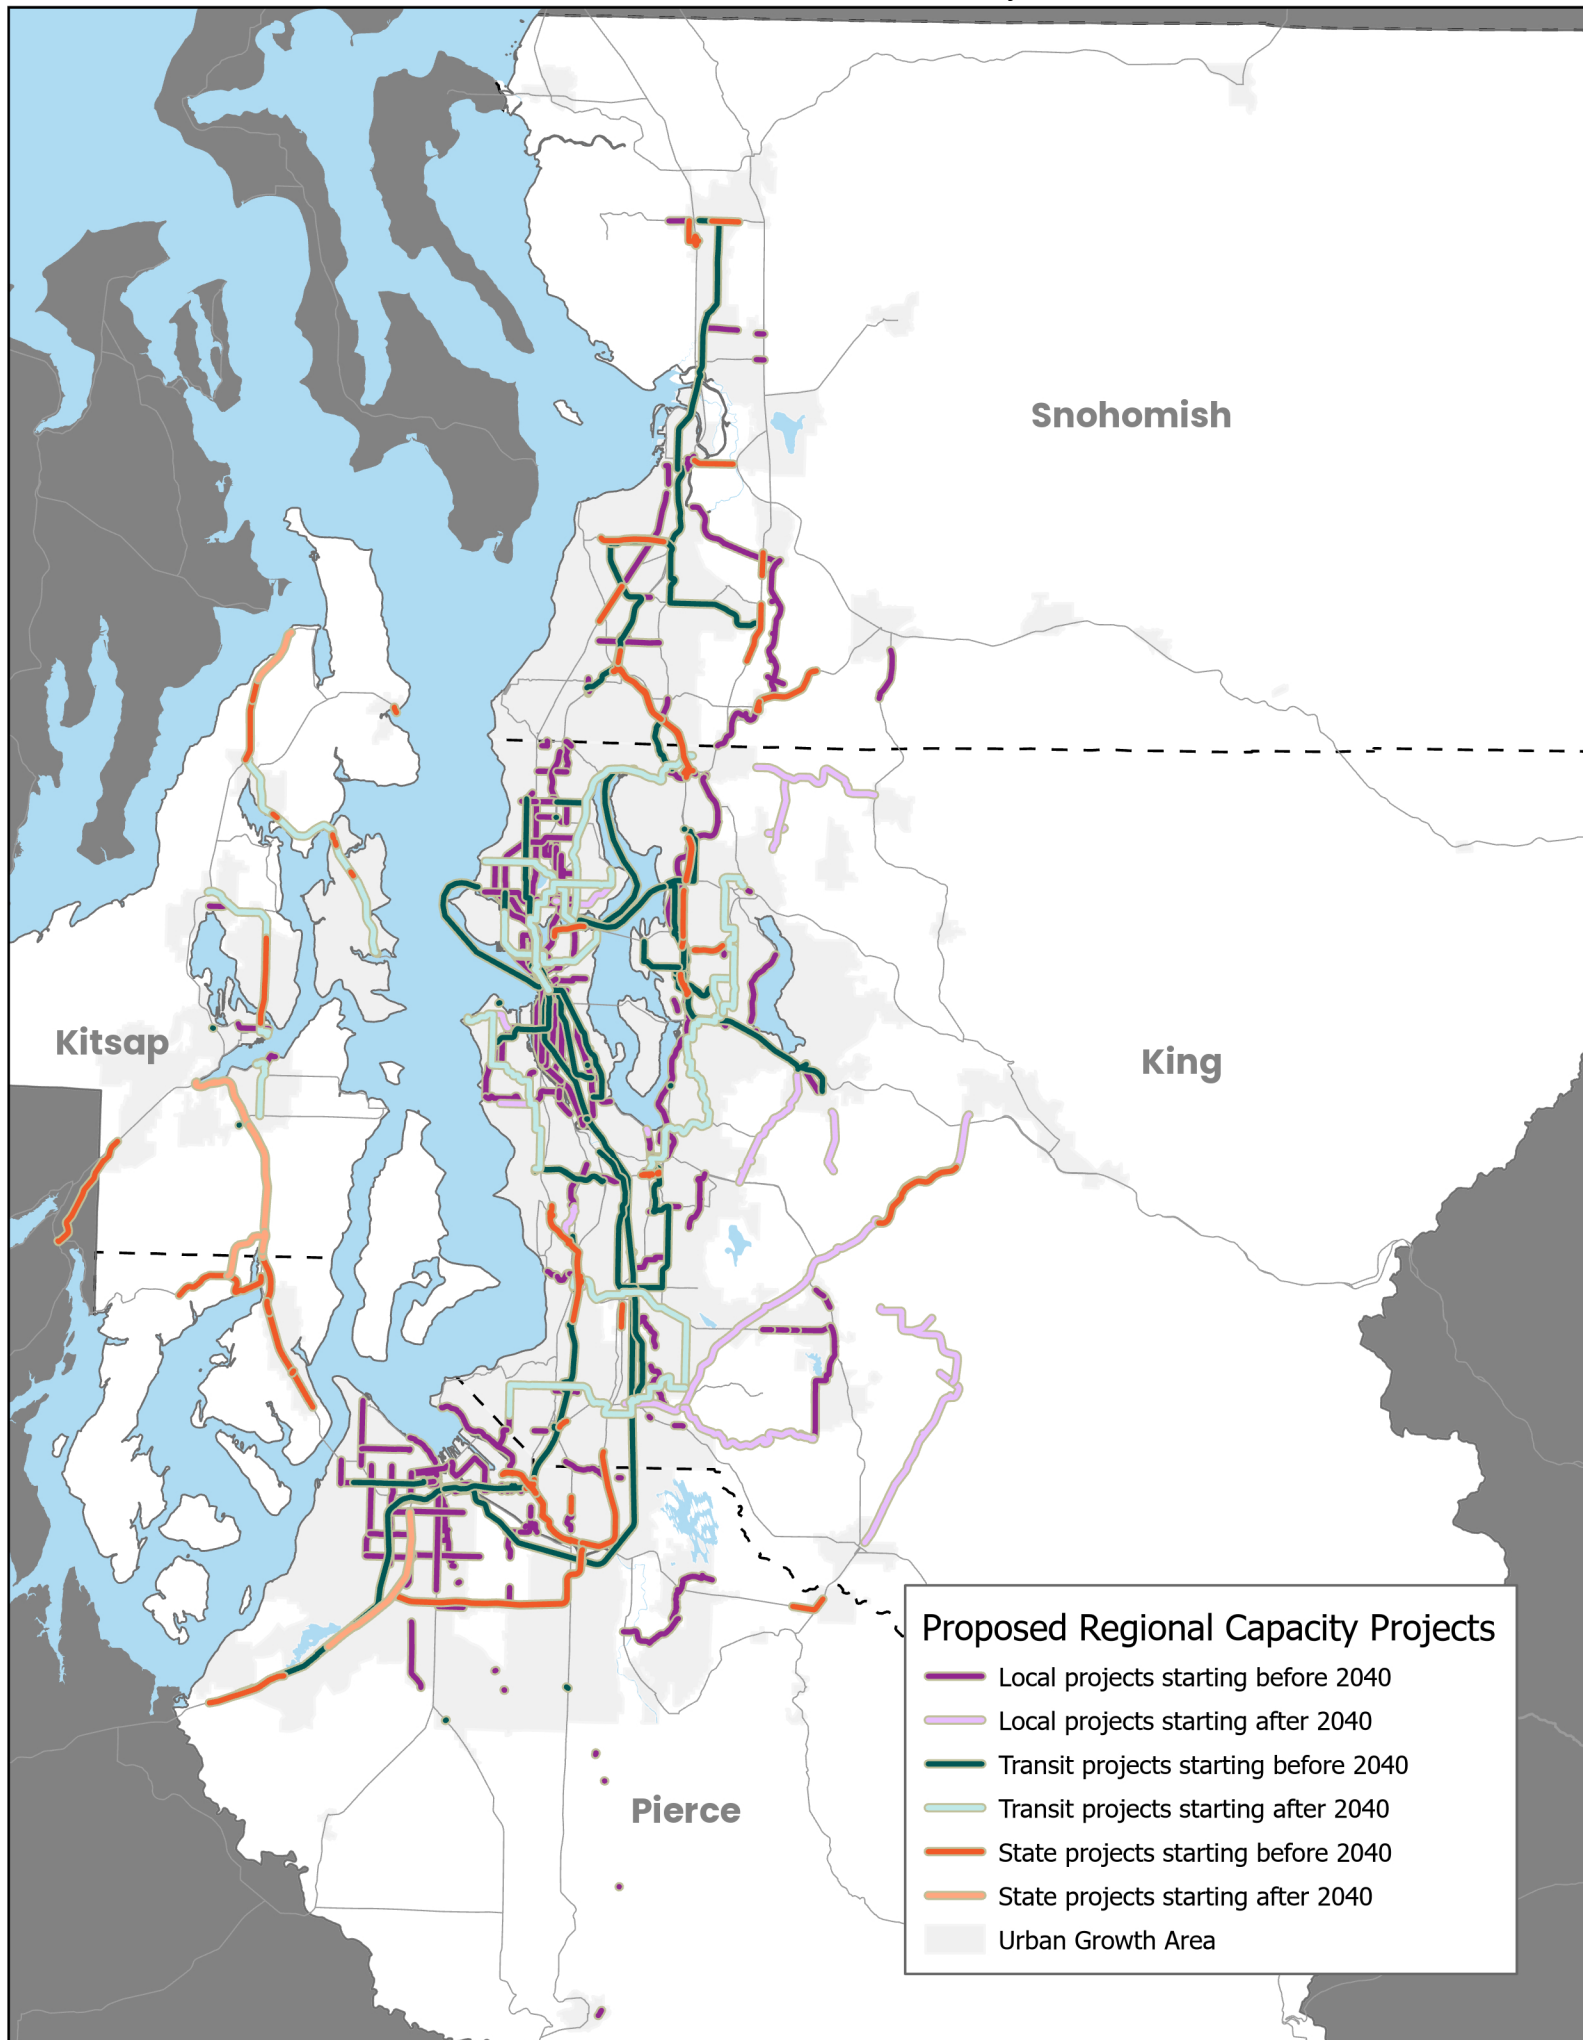 Snohomish
Kitsap
King
Proposed Regional Capacity Projects
Local projects starting before 2040
Local projects starting after 2040
Transit projects starting before 2040
Transit projects starting after 2040
State projects starting before 2040
State projects starting after 2040
Urban Growth Area
Pierce